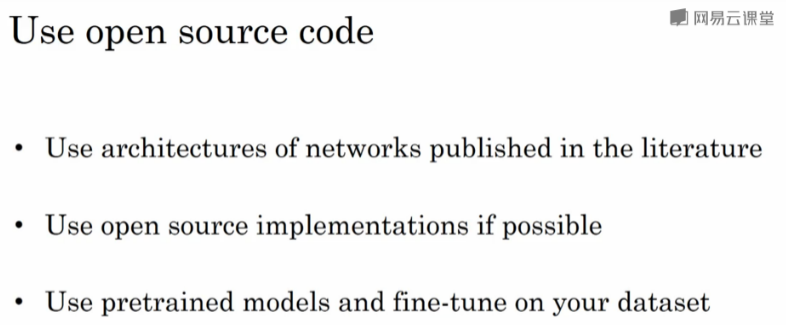 Use open source code
网易云课堂
• Use architectures of networks published in the literature
• Use open source implementations if possible
• Use pretrained models and fine-tune on your dataset